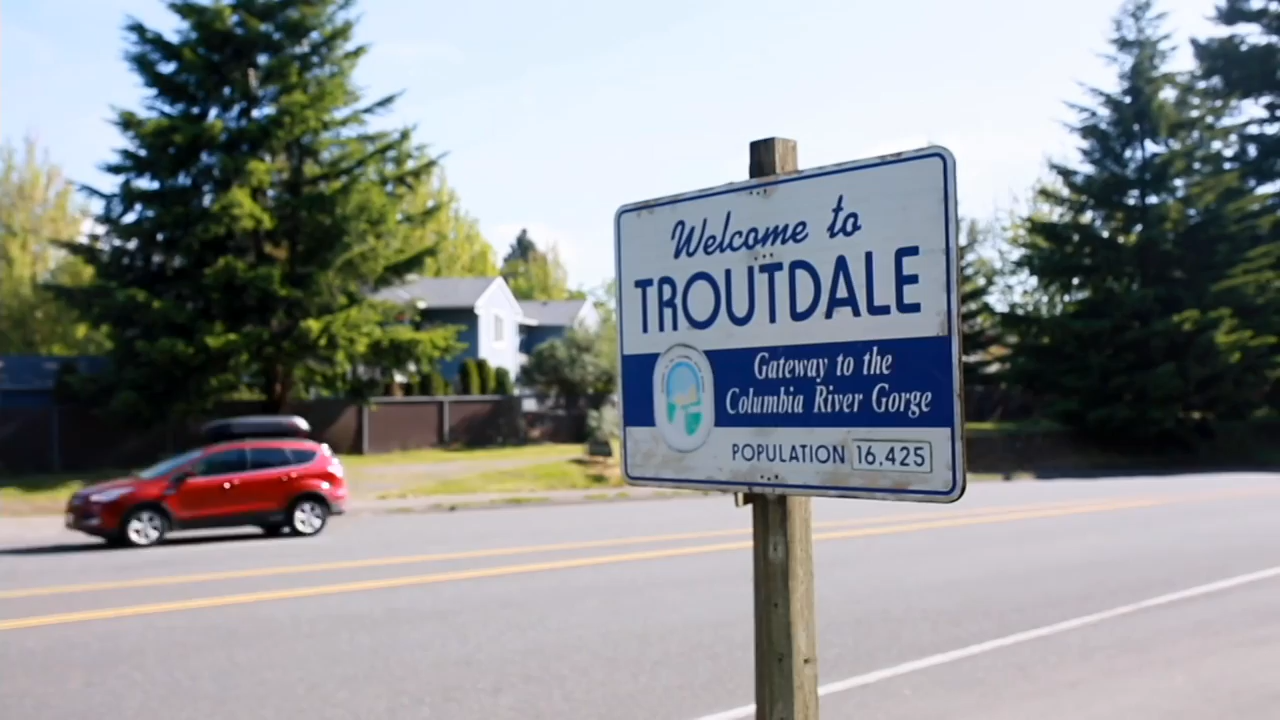 Welcome to
TROUTDALE
Gateway to the
Columbia River Gorge
POPULATION 16,425